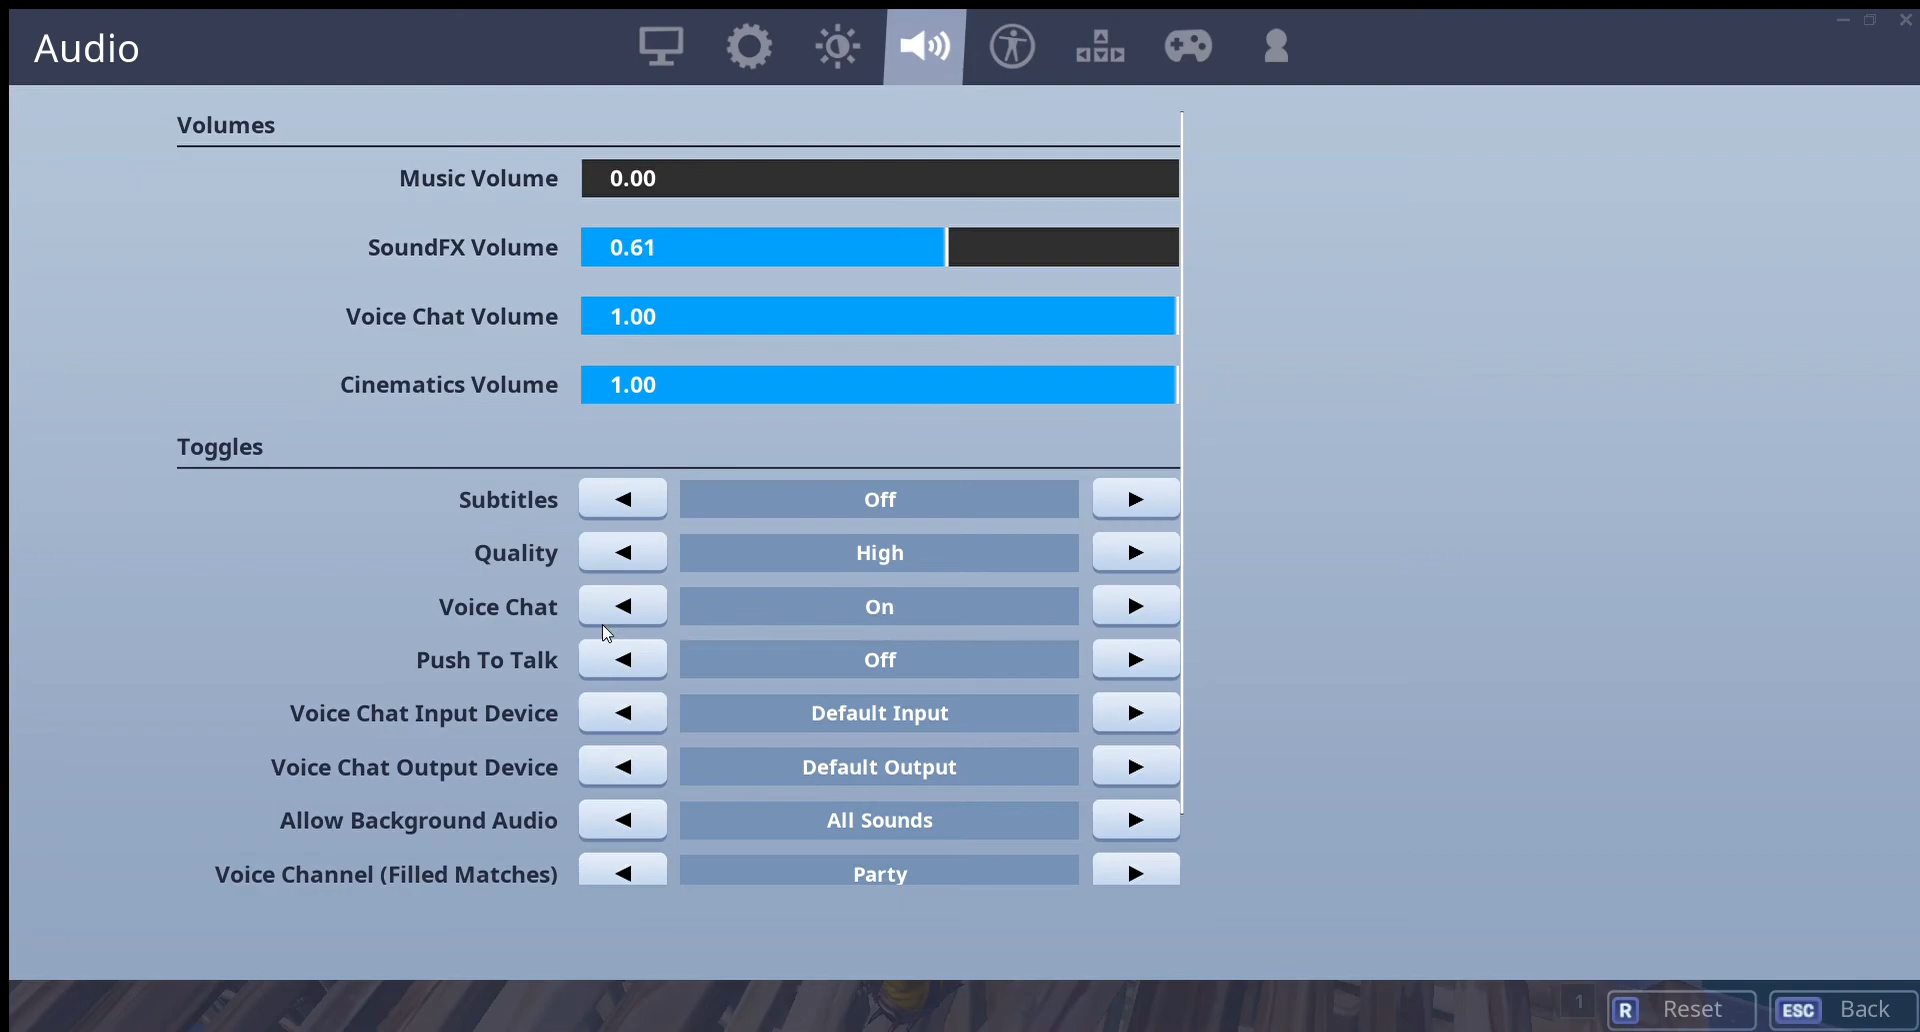 Audio
Volumes
Music Volume 0.00
SoundFX Volume 0.61
Voice Chat Volume 1.00
Cinematics Volume 1.00
Toggles
Subtitles Off
Quality High
Voice Chat On
Push To Talk Off
Voice Chat Input Device Default Input
Voice Chat Output Device Default Output
Allow Background Audio All Sounds
Voice Channel (Filled Matches) Party
1 R Reset ESC Back